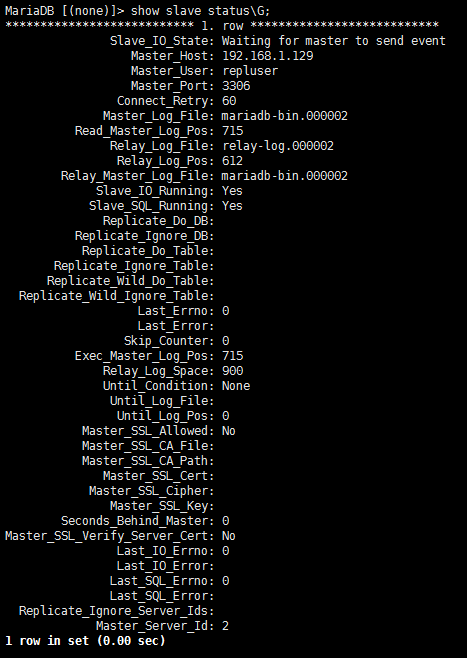 MariaDB [(none)]> show slave status\G;
*************************** 1. row ***************************
Slave_IO_State: Waiting for master to send event
Master_Host: 192.168.1.129
Master_User: repluser
Master_Port: 3306
Connect_Retry: 60
Master_Log_File: mariadb-bin.000002
Read_Master_Log_Pos: 715
Relay_Log_File: relay-log.000002
Relay_Log_Pos: 612
Relay_Master_Log_File: mariadb-bin.000002
Slave_IO_Running: Yes
Slave_SQL_Running: Yes
Replicate_Do_DB:
Replicate_Ignore_DB:
Replicate_Do_Table:
Replicate_Ignore_Table:
Replicate_Wild_Do_Table:
Replicate_Wild_Ignore_Table:
Last_Errno: 0
Last_Error:
Skip_Counter: 0
Exec_Master_Log_Pos: 715
Relay_Log_Space: 900
Until_Condition: None
Until_Log_File:
Until_Log_Pos: 0
Master_SSL_Allowed: No
Master_SSL_CA_File:
Master_SSL_CA_Path:
Master_SSL_Cert:
Master_SSL_Cipher:
Master_SSL_Key:
Seconds_Behind_Master: 0
Master_SSL_Verify_Server_Cert: No
Last_IO_Errno: 0
Last_IO_Error:
Last_SQL_Errno: 0
Last_SQL_Error:
Replicate_Ignore_Server_Ids:
Master_Server_Id: 2
1 row in set (0.00 sec)